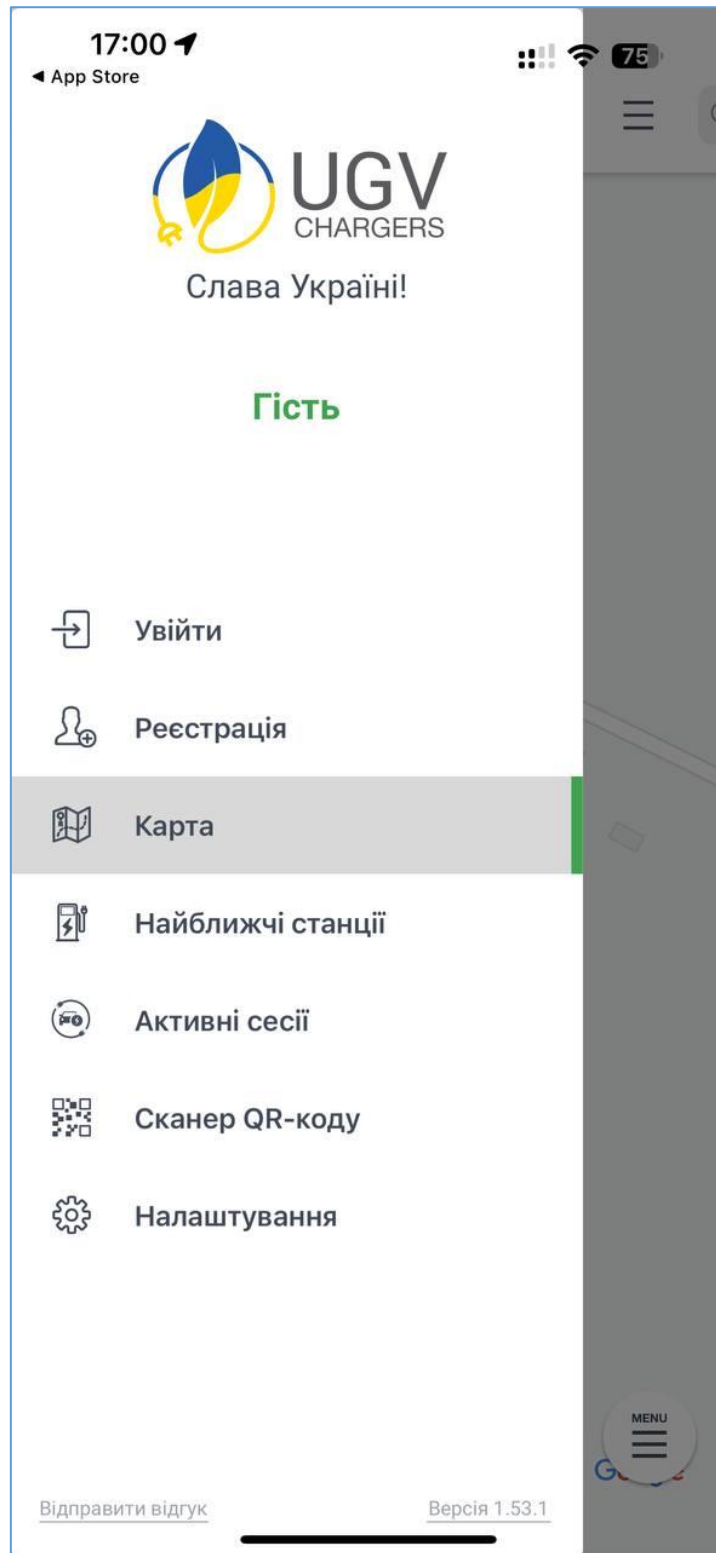 17:00
75
◀ App Store
UGV
CHARGERS
Слава Україні!
Гість
Увійти
Реєстрація
Карта
Найближчі станції
Активні сесії
Сканер QR-коду
Налаштування
MENU
Google
Відправити відгук
Версія 1.53.1